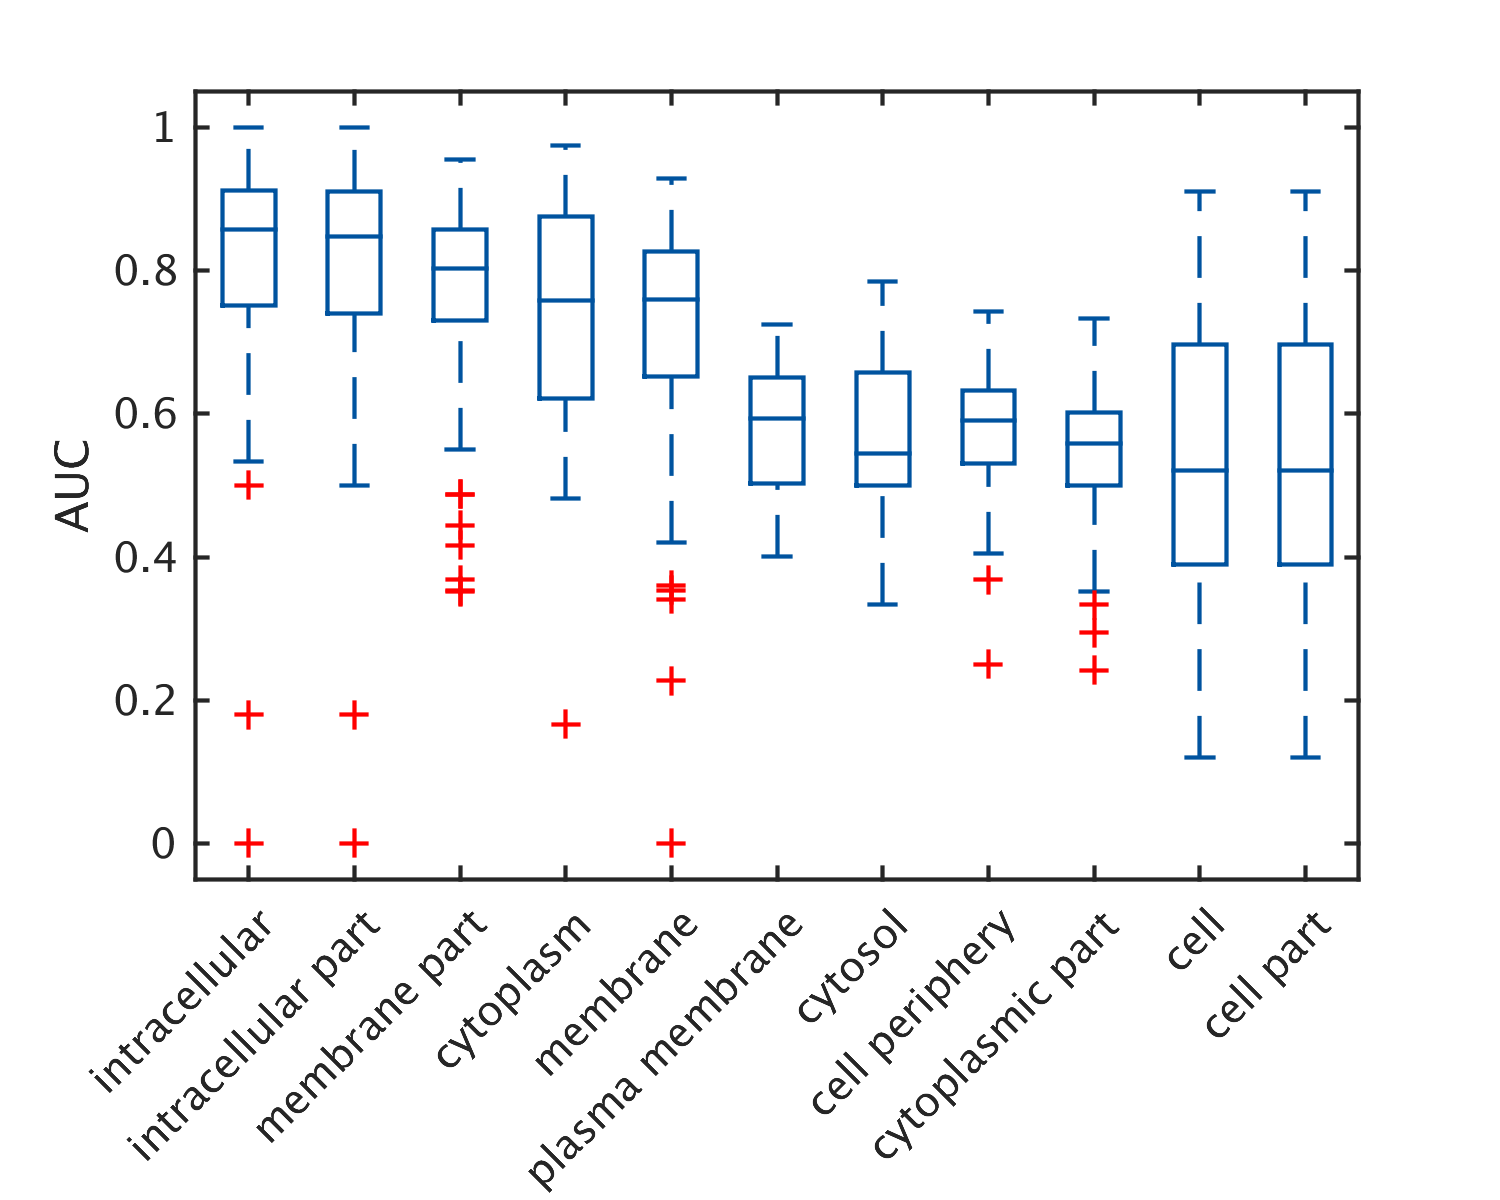 1
0.8
0.6
0.4
0.2
0
AUC
intracellular
intracellular part
membrane part
cytoplasm
membrane
plasma membrane
cytosol
cell periphery
cytoplasmic part
cell
cell part